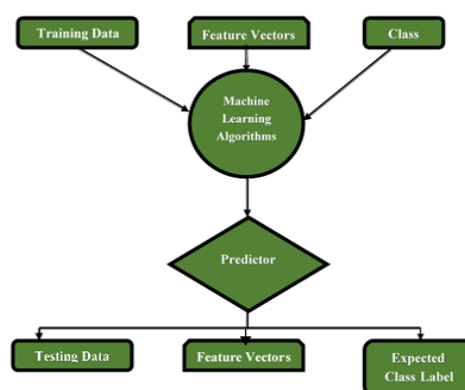 Training Data
Feature Vectors
Class
Machine
Learning
Algorithms
Predictor
Testing Data
Feature Vectors
Expected
Class Label